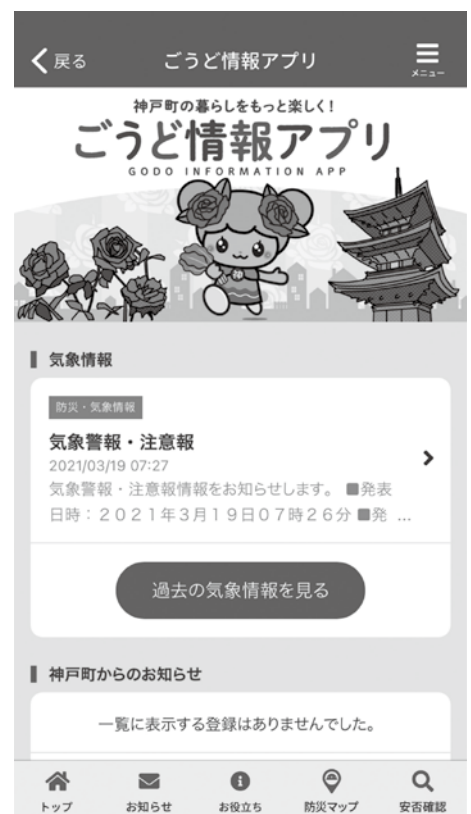 戻る
ごうど情報アプリ
メニュー
神戸町の暮らしをもっと楽しく!
ごうど情報アプリ
GODO INFORMATION APP
気象情報
防災・気象情報
気象警報・注意報
2021/03/19 07:27
気象警報・注意報情報をお知らせします。 ■発表
日時：2021年3月19日07時26分 ■発 ...
過去の気象情報を見る
神戸町からのお知らせ
一覧に表示する登録はありませんでした。
トップ
お知らせ
お役立ち
防災マップ
安否確認